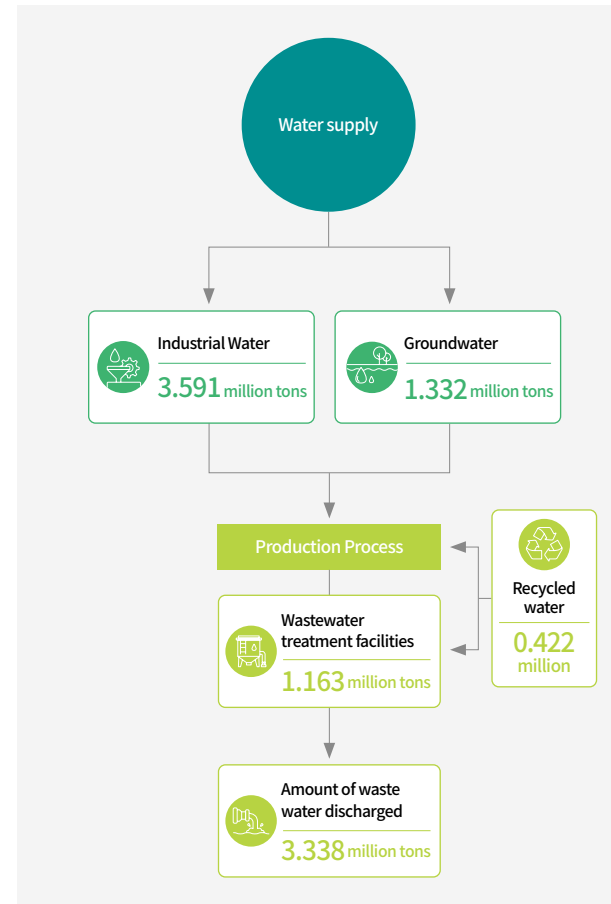 Water supply
Industrial Water
3.591 million tons
Groundwater
1.332 million tons
Production Process
Recycled
water
0.422
million
Wastewater
treatment facilities
1.163 million tons
Amount of waste
water discharged
3.338 million tons